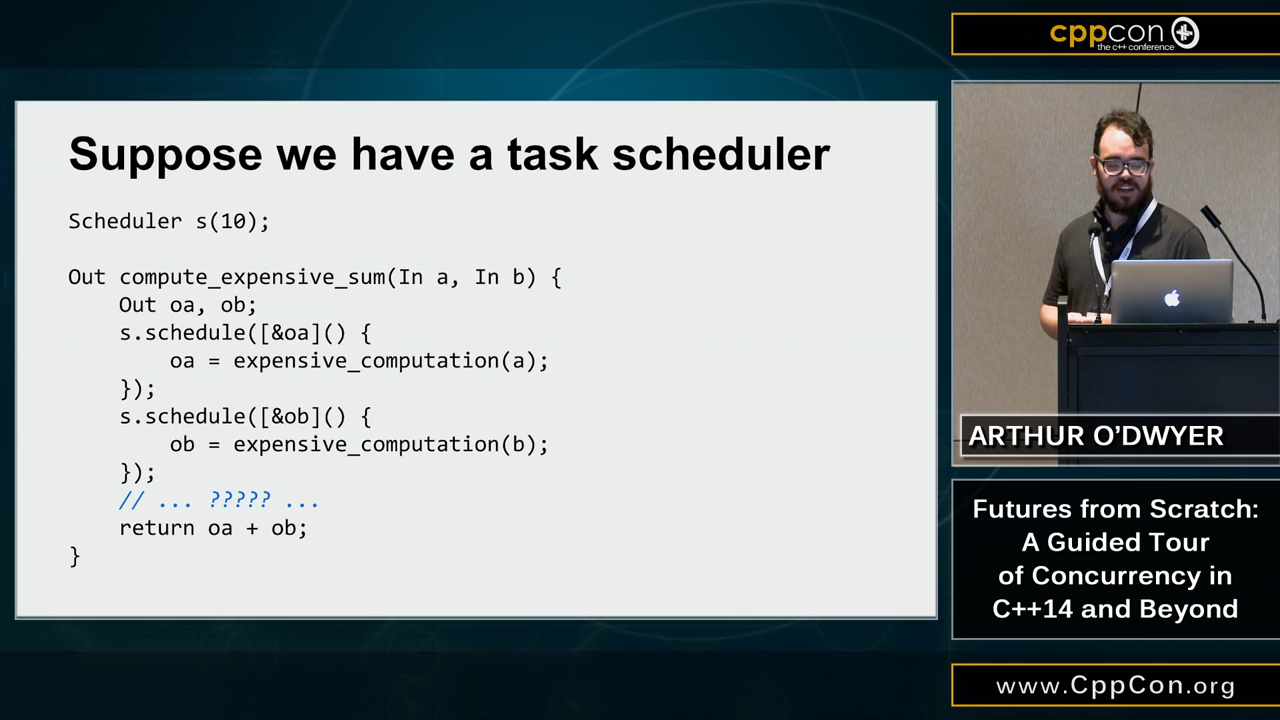 cppcon
the c++ conference
Suppose we have a task scheduler
Scheduler s(10);
Out compute_expensive_sum(In a, In b) {
    Out oa, ob;
    s.schedule([&oa]() {
        oa = expensive_computation(a);
    });
    s.schedule([&ob]() {
        ob = expensive_computation(b);
    });
    // ... ????? ...
    return oa + ob;
}
ARTHUR O'DWYER
Futures from Scratch:
A Guided Tour
of Concurrency in
C++14 and Beyond
www.CppCon.org